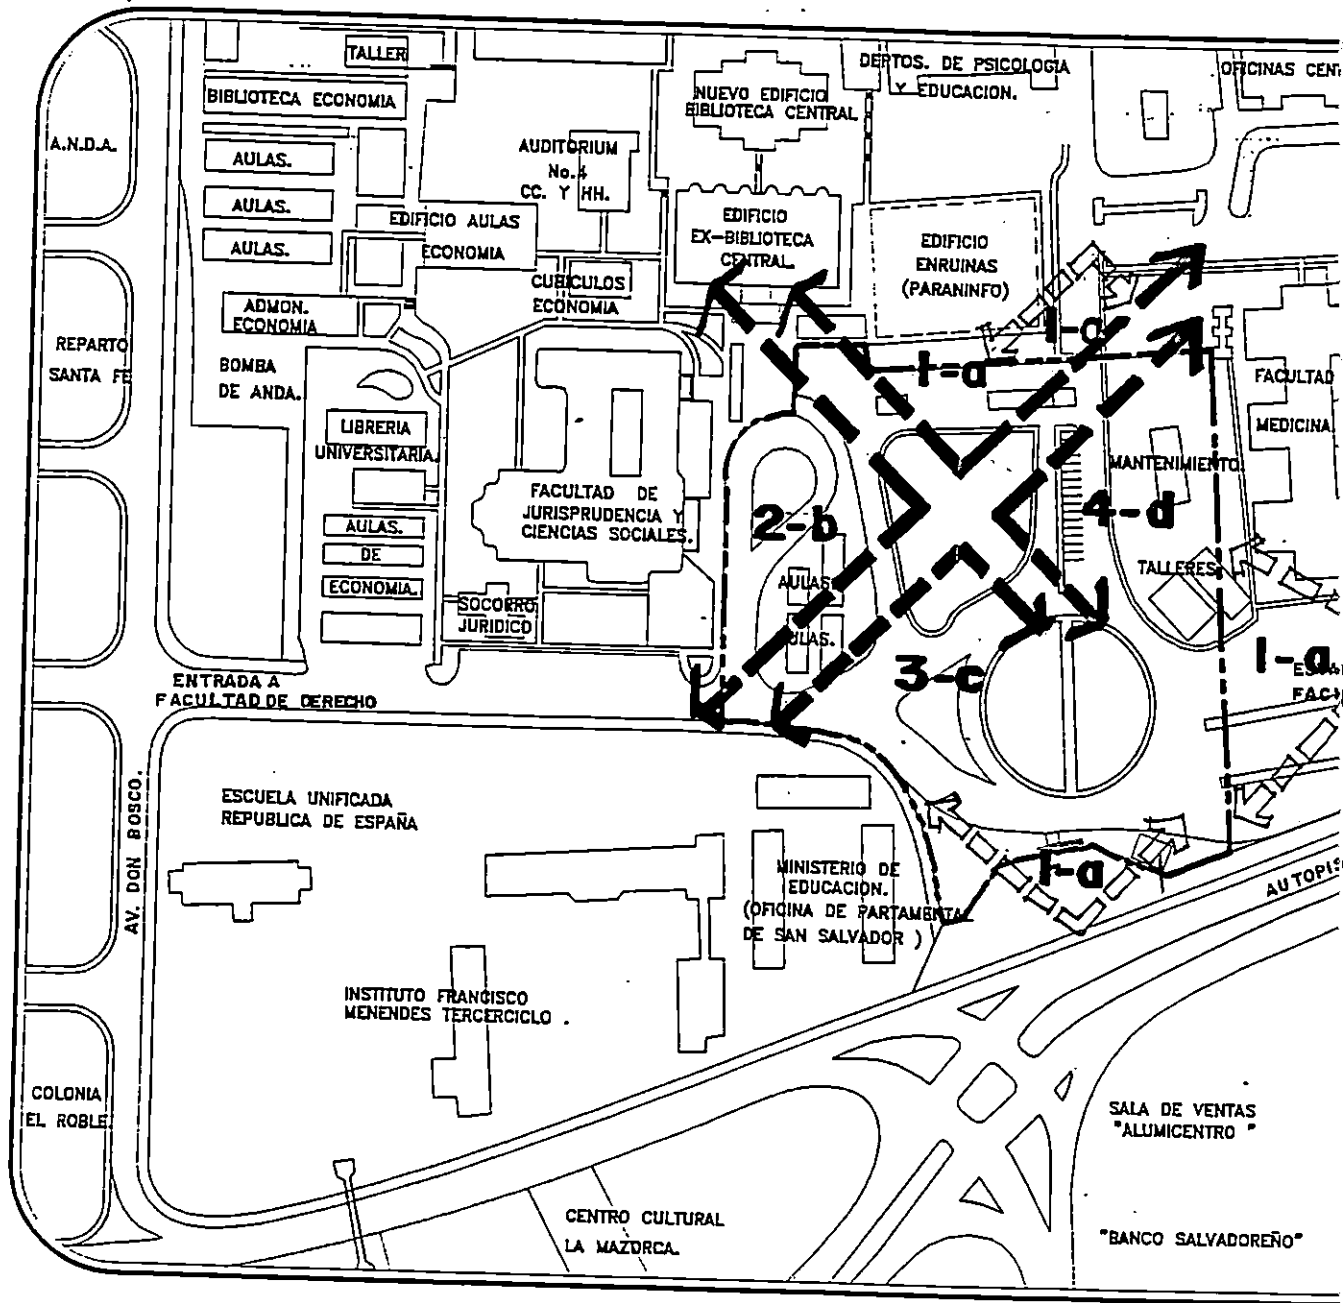 TALLER
BIBLIOTECA ECONOMIA
A.N.D.A.
AULAS.
AULAS.
AULAS.
EDIFICIO AULAS
ECONOMIA
AUDITORIUM
No.4
CC. Y HH.
CUBICULOS
ECONOMIA
NUEVO EDIFICIO
BIBLIOTECA CENTRAL
EDIFICIO
EX-BIBLIOTECA
CENTRAL.
DEPTOS. DE PSICOLOGIA
Y EDUCACION.
OFICINAS CEN
EDIFICIO
ENRUINAS
(PARANINFO)
ADMON.
ECONOMIA
REPARTO
SANTA FE
BOMBA
DE ANDA.
LIBRERIA
UNIVERSITARIA.
AULAS.
DE
ECONOMIA.
FACULTAD DE
JURISPRUDENCIA Y
CIENCIAS SOCIALES.
SOCORRO
JURIDICO
1-a
1-a
FACULTAD
MEDICINA
MANTENIMIENTO
2-b
4-d
AULAS
AULAS.
TALLERES
3-c
1-a
FAC
ENTRADA A
FACULTAD DE DERECHO
AV. DON BOSCO.
ESCUELA UNIFICADA
REPUBLICA DE ESPAÑA
MINISTERIO DE
EDUCACION.
(OFICINA DE PARTAMENTAL
DE SAN SALVADOR )
1-a
AUTOPIS
INSTITUTO FRANCISCO
MENENDES TERCERCICLO .
COLONIA
EL ROBLE
SALA DE VENTAS
"ALUMICENTRO "
CENTRO CULTURAL
LA MAZORCA.
"BANCO SALVADOREÑO"